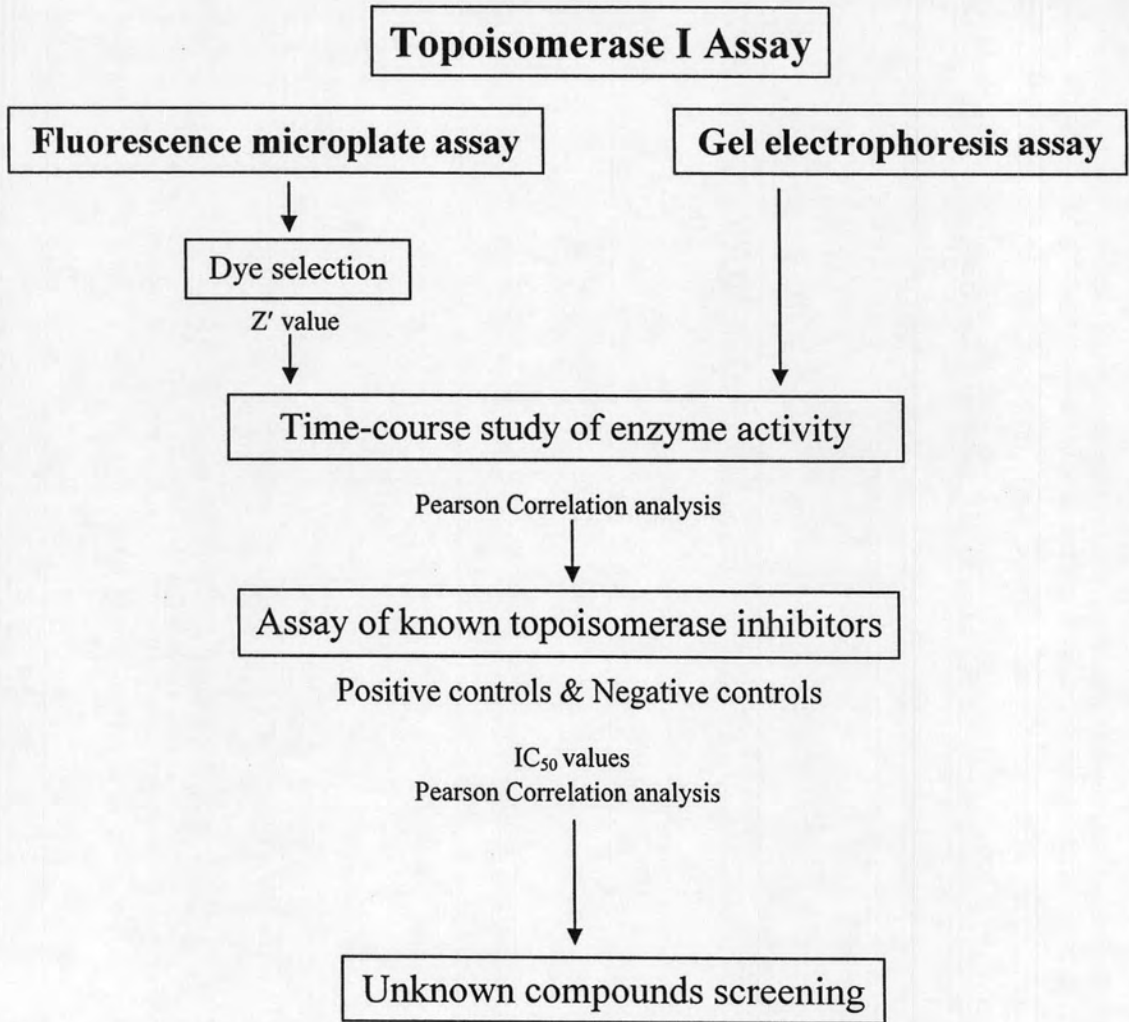 Topoisomerase I Assay
Fluorescence microplate assay
Gel electrophoresis assay
Dye selection
Z′ value
Time-course study of enzyme activity
Pearson Correlation analysis
Assay of known topoisomerase inhibitors
Positive controls & Negative controls
IC₅₀ values
Pearson Correlation analysis
Unknown compounds screening